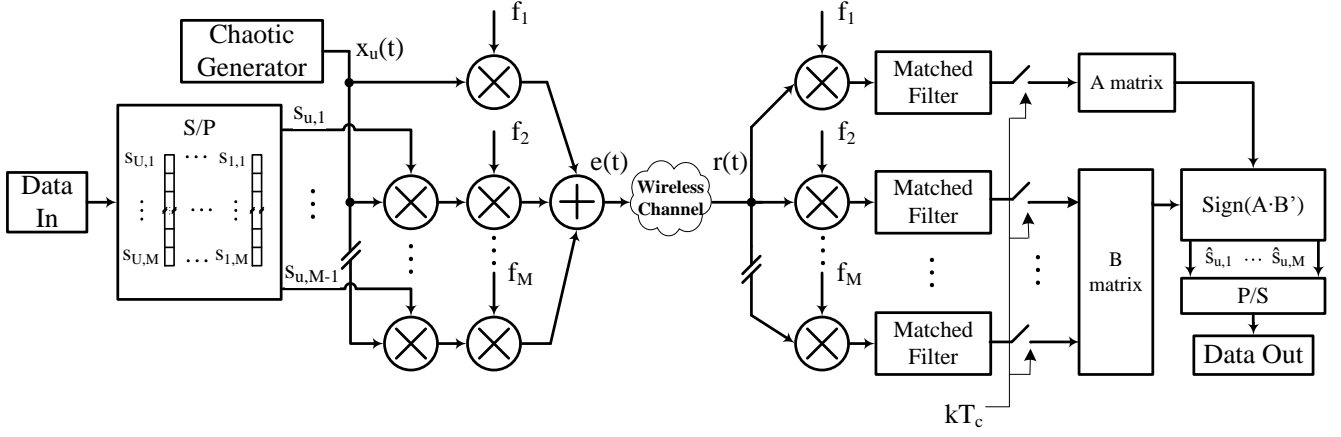 Chaotic
Generator
x_u(t)
f_1
f_1
Matched
Filter
A matrix
S/P
s_{U,1} ... s_{1,1}
⋮ ... ⋮
s_{U,M} ... s_{1,M}
s_{u,1}
⋮
s_{u,M-1}
Data
In
f_2
⋮
⋮
f_M
e(t)
Wireless
Channel
r(t)
f_2
⋮
f_M
Matched
Filter
⋮
Matched
Filter
⋮
kT_c
B
matrix
Sign(A·B')
ŝ_{u,1} ... ŝ_{u,M}
P/S
Data Out